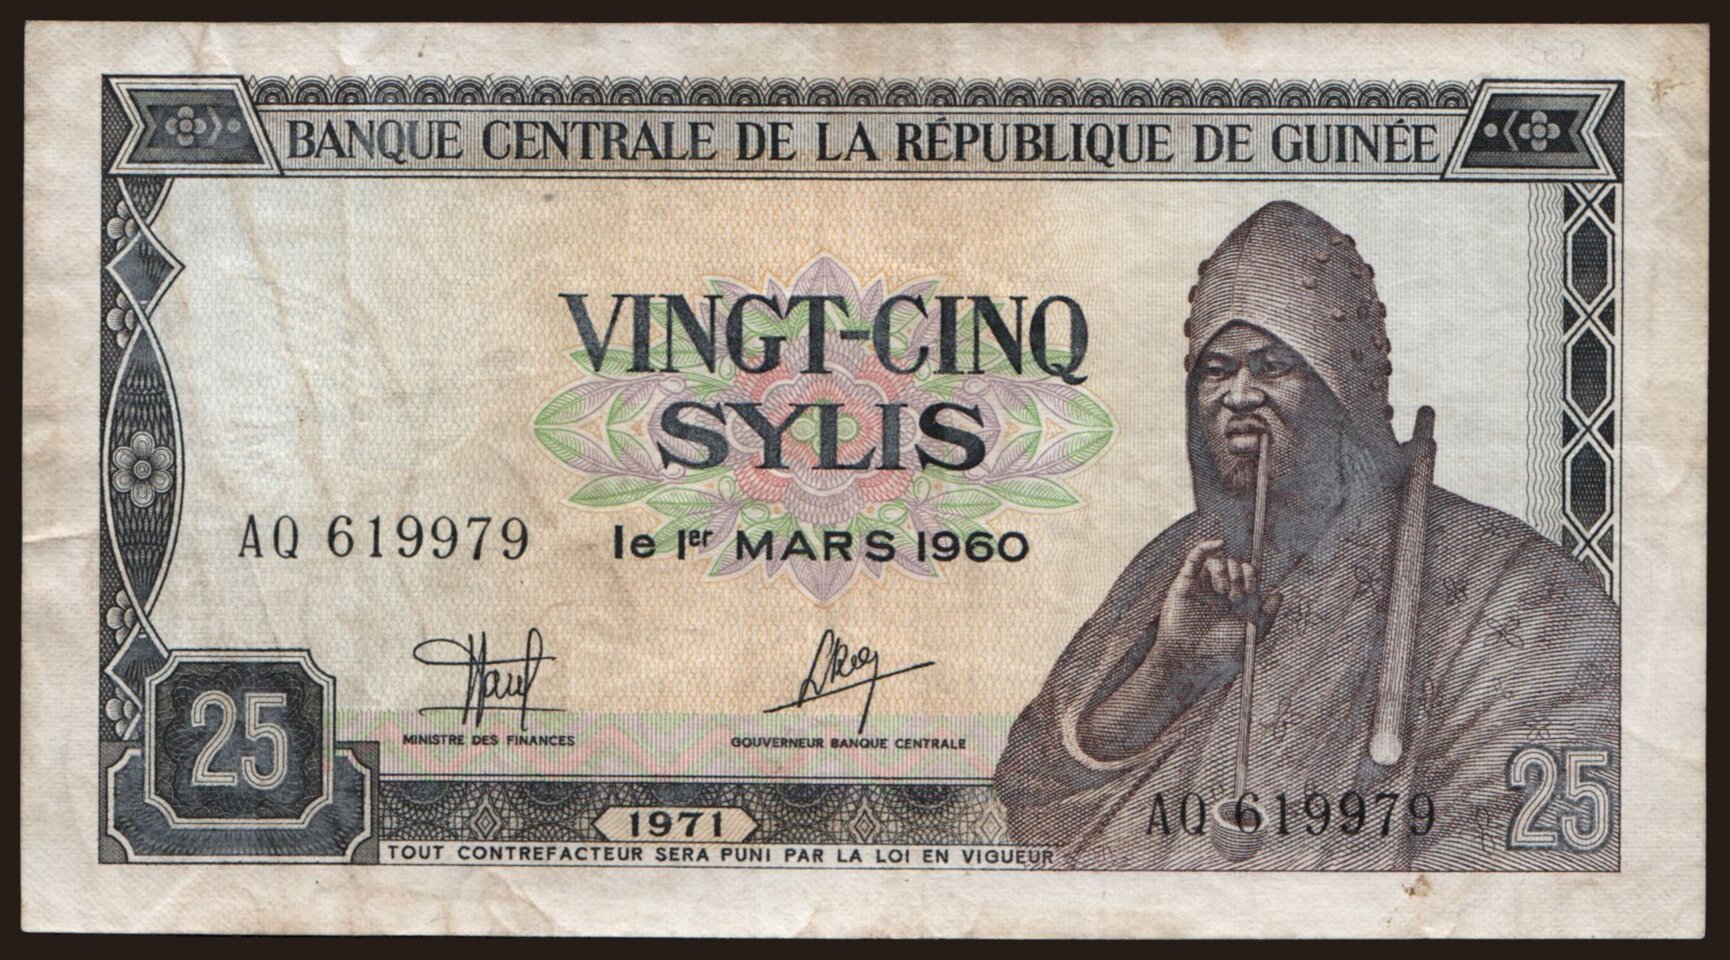 BANQUE CENTRALE DE LA RÉPUBLIQUE DE GUINÉE
VINGT-CINQ
SYLIS
AQ 619979
le 1er MARS 1960
MINISTRE DES FINANCES
GOUVERNEUR BANQUE CENTRALE
25
1971
AQ 619979
25
TOUT CONTREFACTEUR SERA PUNI PAR LA LOI EN VIGUEUR